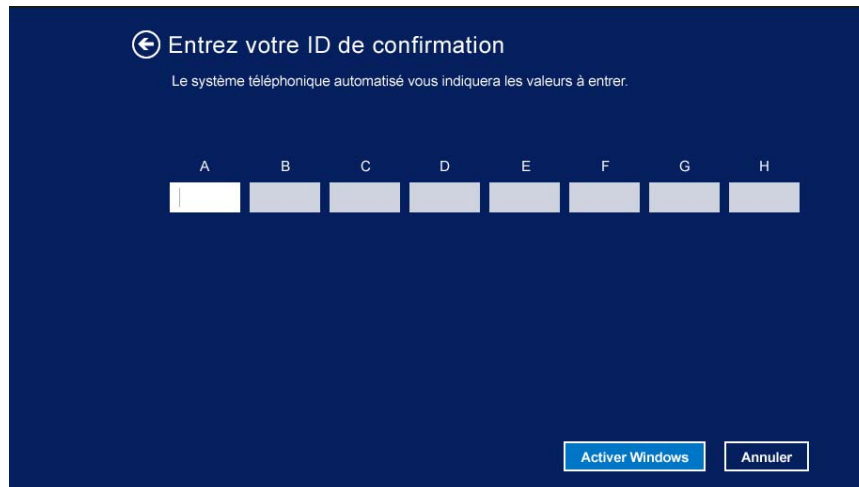 Entrez votre ID de confirmation
Le système téléphonique automatisé vous indiquera les valeurs à entrer.
A B C D E F G H
Activer Windows Annuler